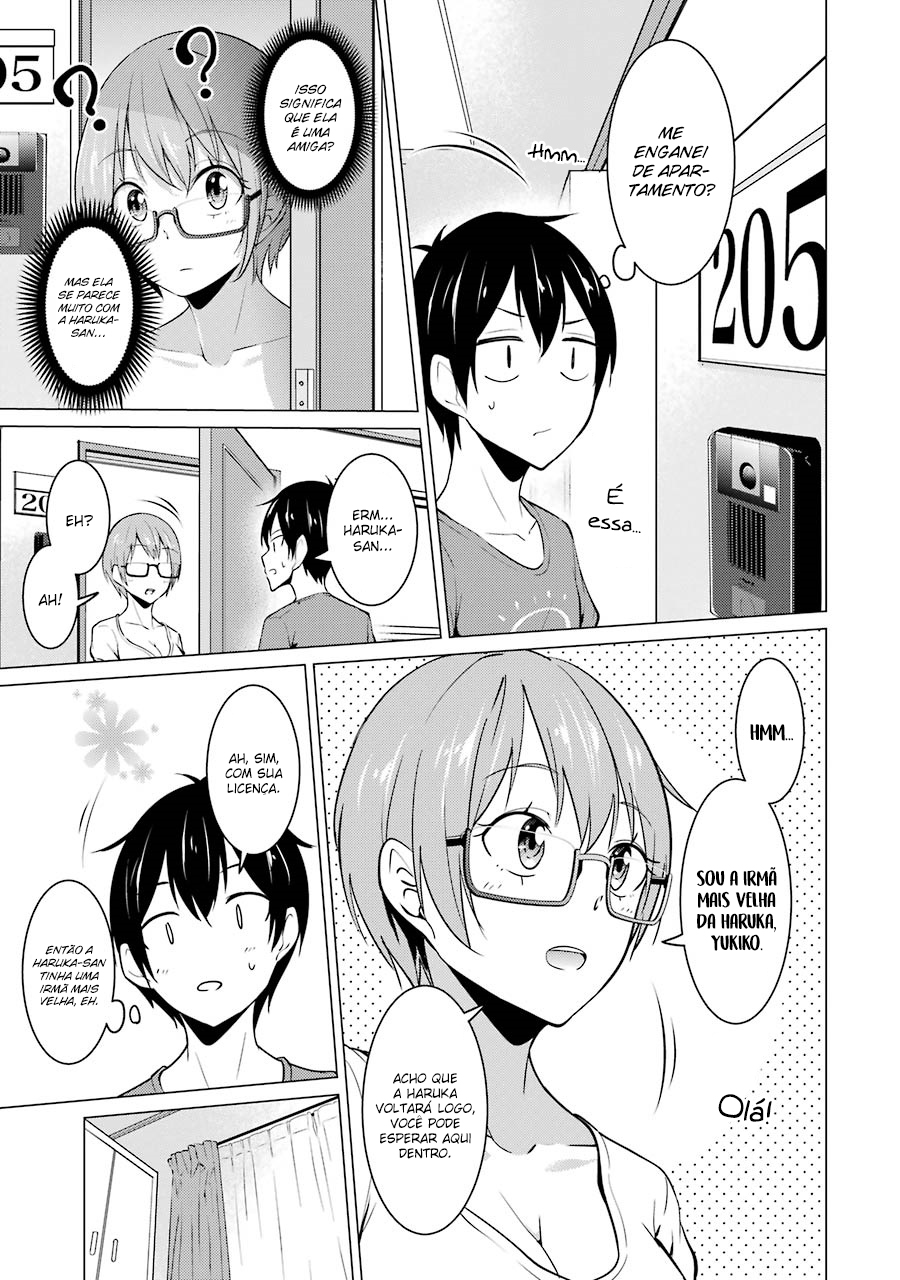 ME
ENGANEI
DE APAR-
TAMENTO?
HMM...
205
É
ESSA...
05
?
?
ISSO
SIGNIFICA
QUE ELA
É UMA
AMIGA?
MAS ELA
SE PARECE
MUITO COM
A HARUKA-
SAN...
ERM...
HARUKA-
SAN...
20
EH?
AH!
HMM...
SOU A IRMÃ
MAIS VELHA
DA HARUKA,
YUKIKO.
Olá!
ACHO QUE
A HARUKA
VOLTARÁ LOGO,
VOCÊ PODE
ESPERAR AQUI
DENTRO.
AH, SIM,
COM SUA
LICENÇA.
ENTÃO A
HARUKA-SAN
TINHA UMA
IRMÃ MAIS
VELHA, EH.